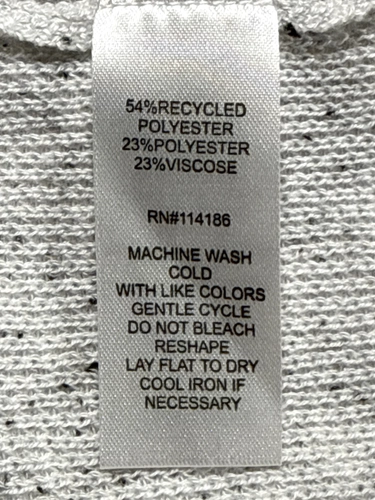 54%RECYCLED
POLYESTER
23%POLYESTER
23%VISCOSE
RN#114186
MACHINE WASH
COLD
WITH LIKE COLORS
GENTLE CYCLE
DO NOT BLEACH
RESHAPE
LAY FLAT TO DRY
COOL IRON IF
NECESSARY